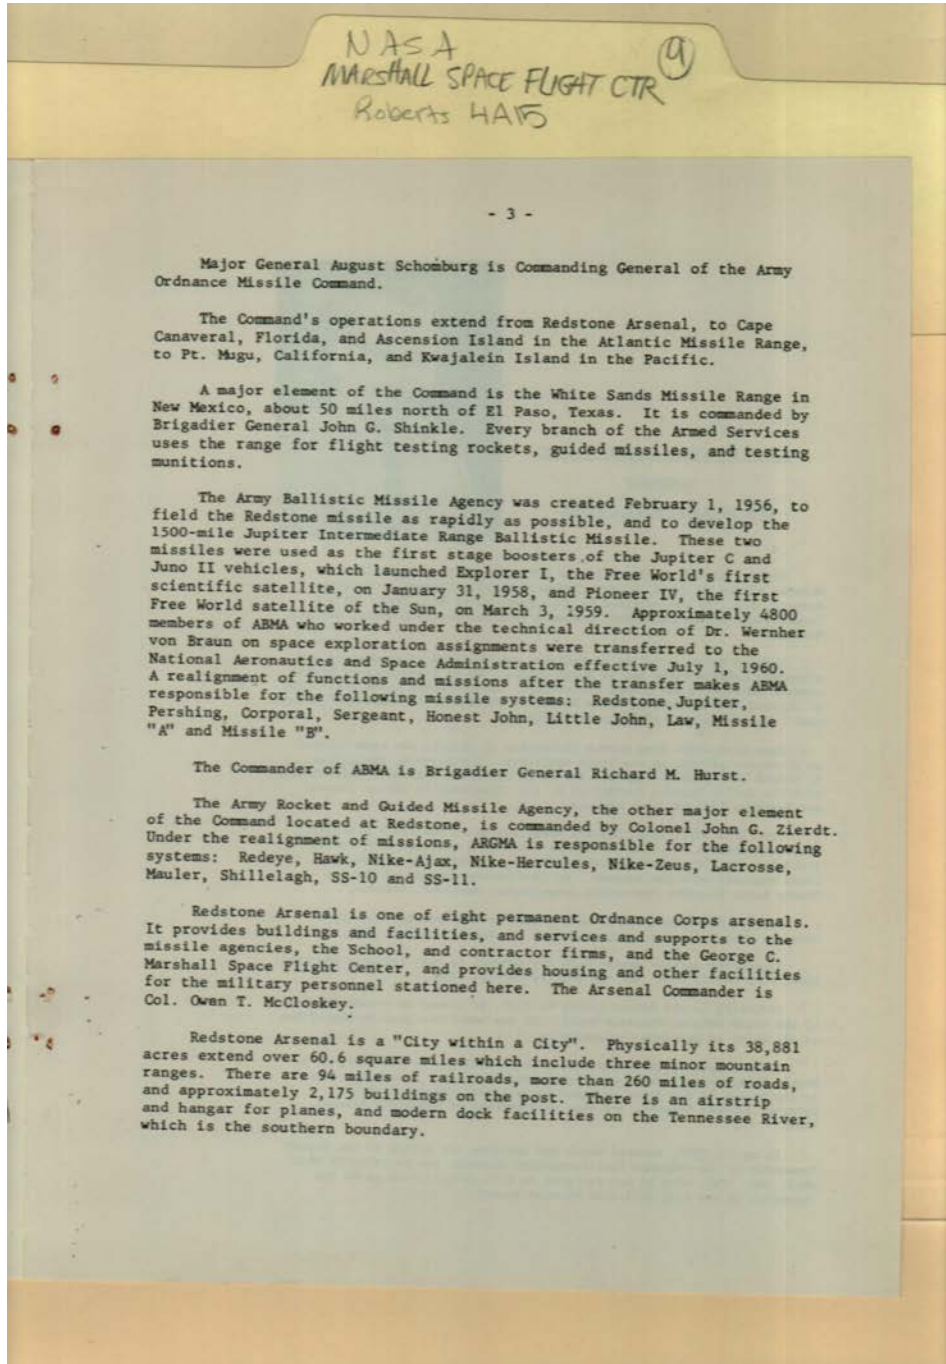 NASA
MARSHALL SPACE FLIGHT CTR
9
Roberts 4A15
- 3 -
Major General August Schomburg is Commanding General of the Army
Ordnance Missile Command.
The Command's operations extend from Redstone Arsenal, to Cape
Canaveral, Florida, and Ascension Island in the Atlantic Missile Range,
to Pt. Mugu, California, and Kwajalein Island in the Pacific.
A major element of the Command is the White Sands Missile Range in
New Mexico, about 50 miles north of El Paso, Texas. It is commanded by
Brigadier General John G. Shinkle. Every branch of the Armed Services
uses the range for flight testing rockets, guided missiles, and testing
munitions.
The Army Ballistic Missile Agency was created February 1, 1956, to
field the Redstone missile as rapidly as possible, and to develop the
1500-mile Jupiter Intermediate Range Ballistic Missile. These two
missiles were used as the first stage boosters of the Jupiter C and
Juno II vehicles, which launched Explorer I, the Free World's first
scientific satellite, on January 31, 1958, and Pioneer IV, the first
Free World satellite of the Sun, on March 3, 1959. Approximately 4800
members of ABMA who worked under the technical direction of Dr. Wernher
von Braun on space exploration assignments were transferred to the
National Aeronautics and Space Administration effective July 1, 1960.
A realignment of functions and missions after the transfer makes ABMA
responsible for the following missile systems: Redstone, Jupiter,
Pershing, Corporal, Sergeant, Honest John, Little John, Law, Missile
"A" and Missile "B".
The Commander of ABMA is Brigadier General Richard M. Hurst.
The Army Rocket and Guided Missile Agency, the other major element
of the Command located at Redstone, is commanded by Colonel John G. Zierdt.
Under the realignment of missions, ARGMA is responsible for the following
systems: Redeye, Hawk, Nike-Ajax, Nike-Hercules, Nike-Zeus, Lacrosse,
Mauler, Shillelagh, SS-10 and SS-11.
Redstone Arsenal is one of eight permanent Ordnance Corps arsenals.
It provides buildings and facilities, and services and supports to the
missile agencies, the School, and contractor firms, and the George C.
Marshall Space Flight Center, and provides housing and other facilities
for the military personnel stationed here. The Arsenal Commander is
Col. Owen T. McCloskey.
Redstone Arsenal is a "City within a City". Physically its 38,881
acres extend over 60.6 square miles which include three minor mountain
ranges. There are 94 miles of railroads, more than 260 miles of roads,
and approximately 2,175 buildings on the post. There is an airstrip
and hangar for planes, and modern dock facilities on the Tennessee River,
which is the southern boundary.